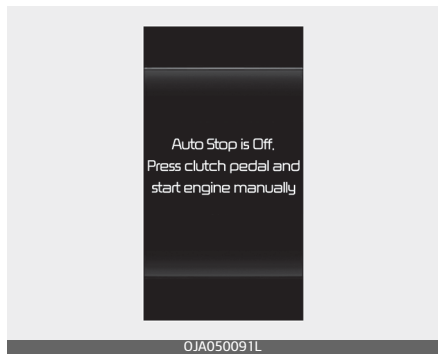 Auto Stop is Off,
Press clutch pedal and
start engine manually
OJA050091L